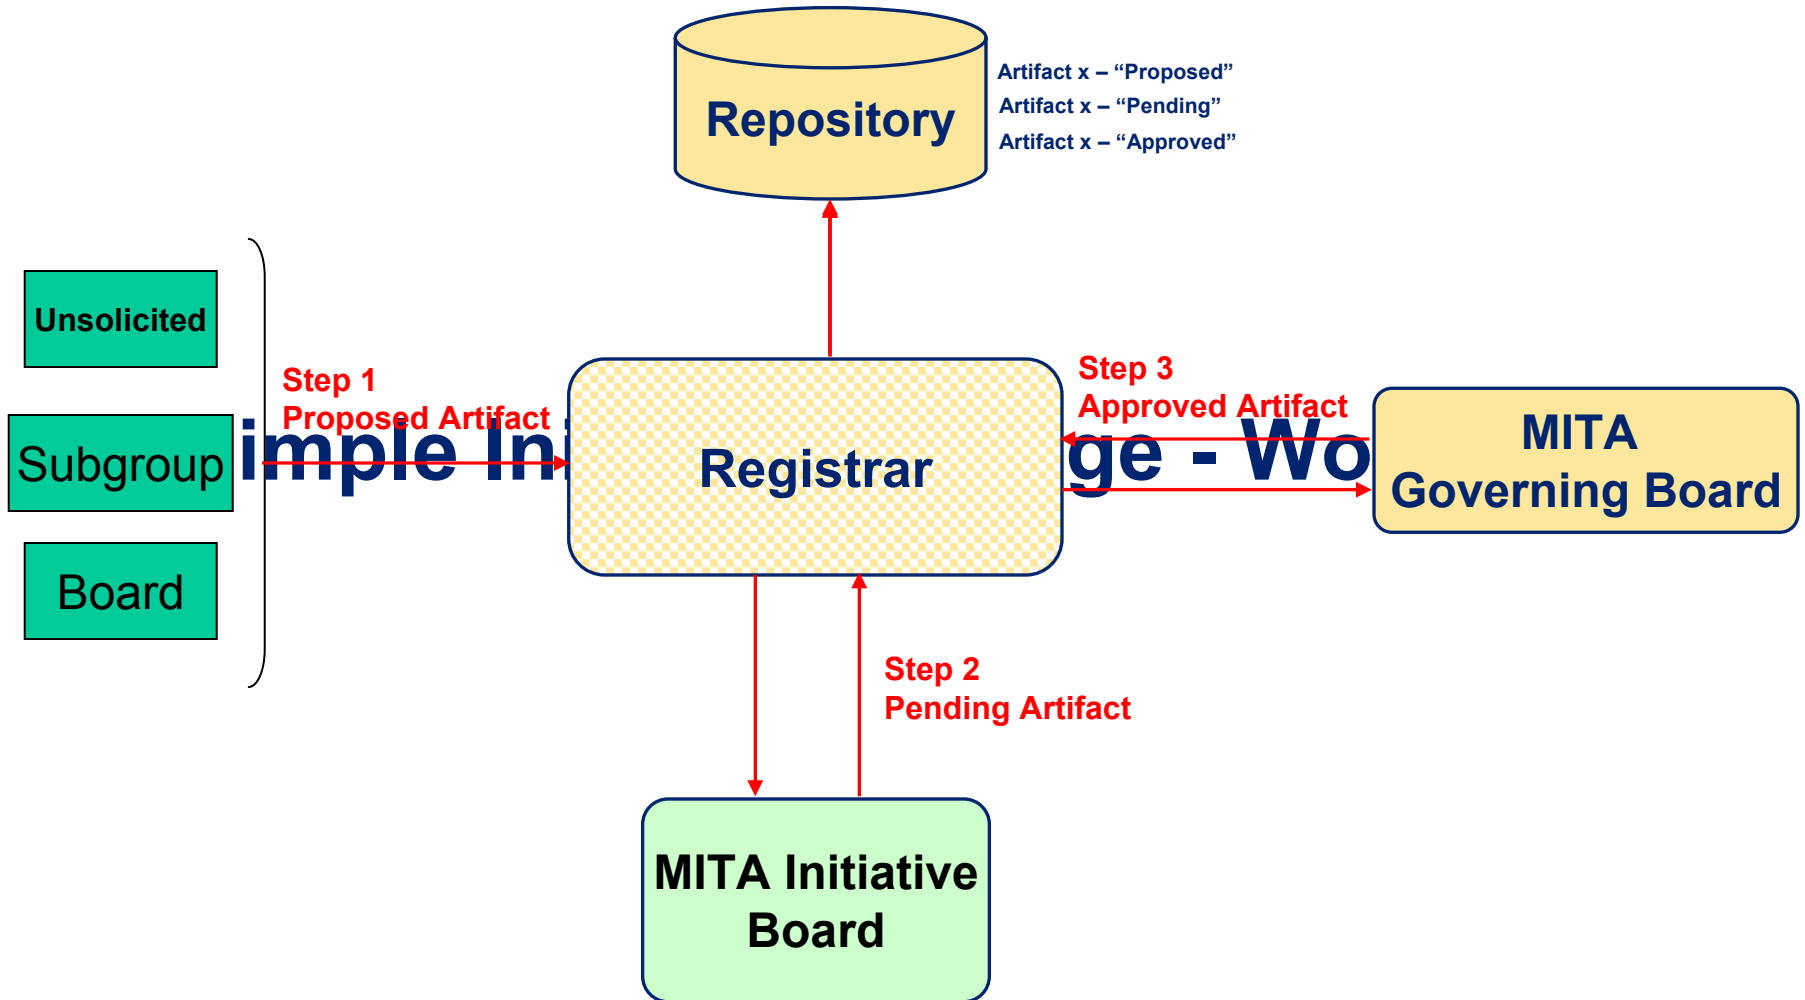 Repository
Artifact x – “Proposed”
Artifact x – “Pending”
Artifact x – “Approved”
Unsolicited
Subgroup
Board
Step 1
Proposed Artifact
Registrar
Step 3
Approved Artifact
MITA
Governing Board
Step 2
Pending Artifact
MITA Initiative
Board